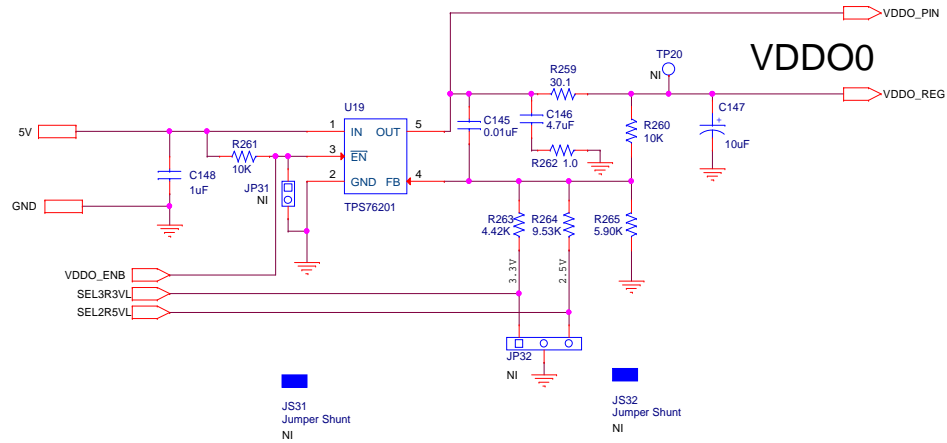 VDDO_PIN
VDDO0
TP20
NI
R259
30.1
VDDO_REG
C147
10uF
+
U19
5V
1
IN
OUT
5
C145
0.01uF
C146
4.7uF
R260
10K
R261
10K
3
EN
R262 1.0
C148
1uF
JP31
NI
2
GND
FB
4
TPS76201
GND
R263
4.42K
R264
9.53K
R265
5.90K
3.3V
2.5V
VDDO_ENB
SEL3R3VL
SEL2R5VL
JP32
NI
JS31
Jumper Shunt
NI
JS32
Jumper Shunt
NI